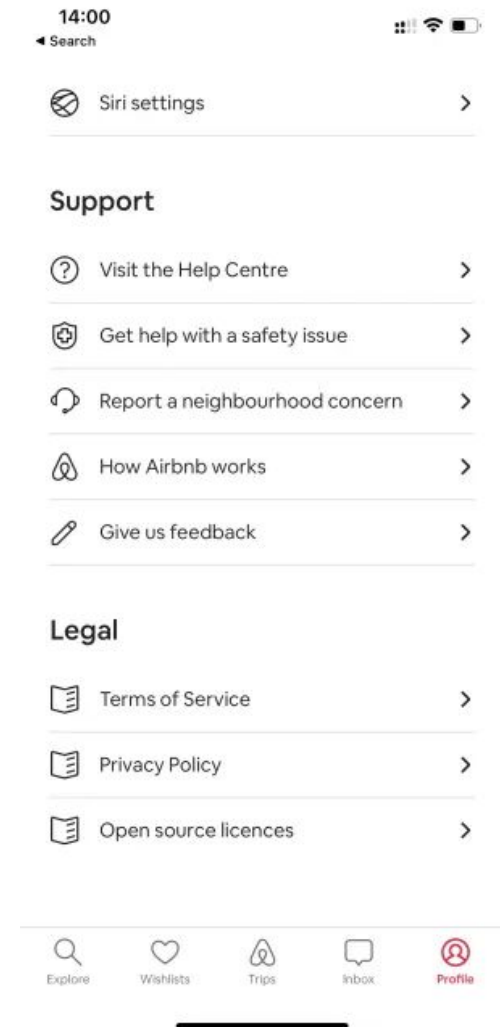 14:00
Search
Siri settings
Support
Visit the Help Centre
Get help with a safety issue
Report a neighbourhood concern
How Airbnb works
Give us feedback
Legal
Terms of Service
Privacy Policy
Open source licences
Explore Wishlists Trips Inbox Profile